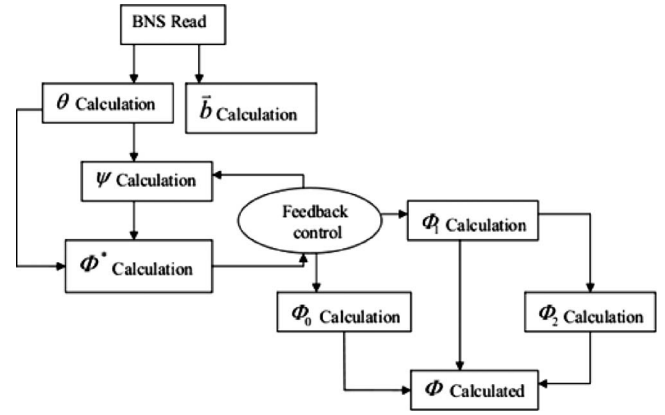 BNS Read
θ Calculation
b⃗ Calculation
ψ Calculation
Feedback
control
Φ₁ Calculation
Φ* Calculation
Φ₀ Calculation
Φ₂ Calculation
Φ Calculated